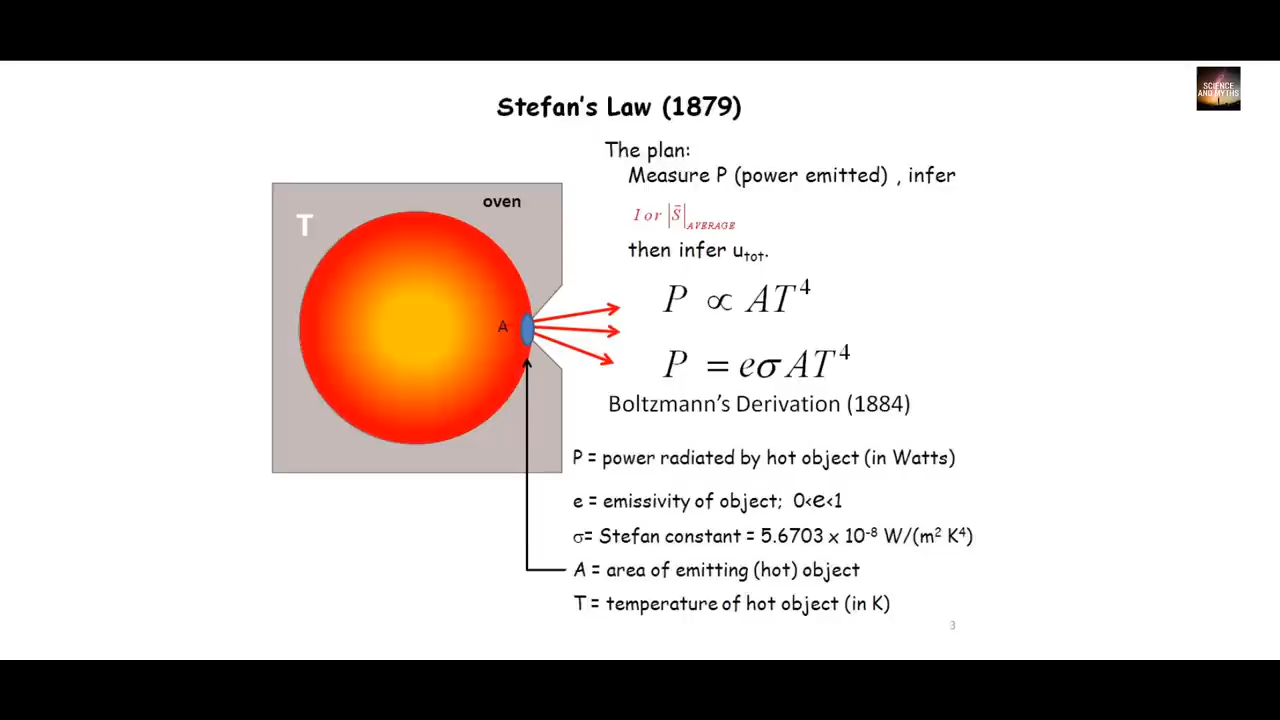 SCIENCE
AND MYTHS
Stefan's Law (1879)
The plan:
Measure P (power emitted) , infer
I or |S̄|AVERAGE
then infer utot.
oven
T
A
P ∝ AT⁴
P = eσAT⁴
Boltzmann's Derivation (1884)
P = power radiated by hot object (in Watts)
e = emissivity of object; 0<e<1
σ= Stefan constant = 5.6703 x 10⁻⁸ W/(m² K⁴)
A = area of emitting (hot) object
T = temperature of hot object (in K)
3